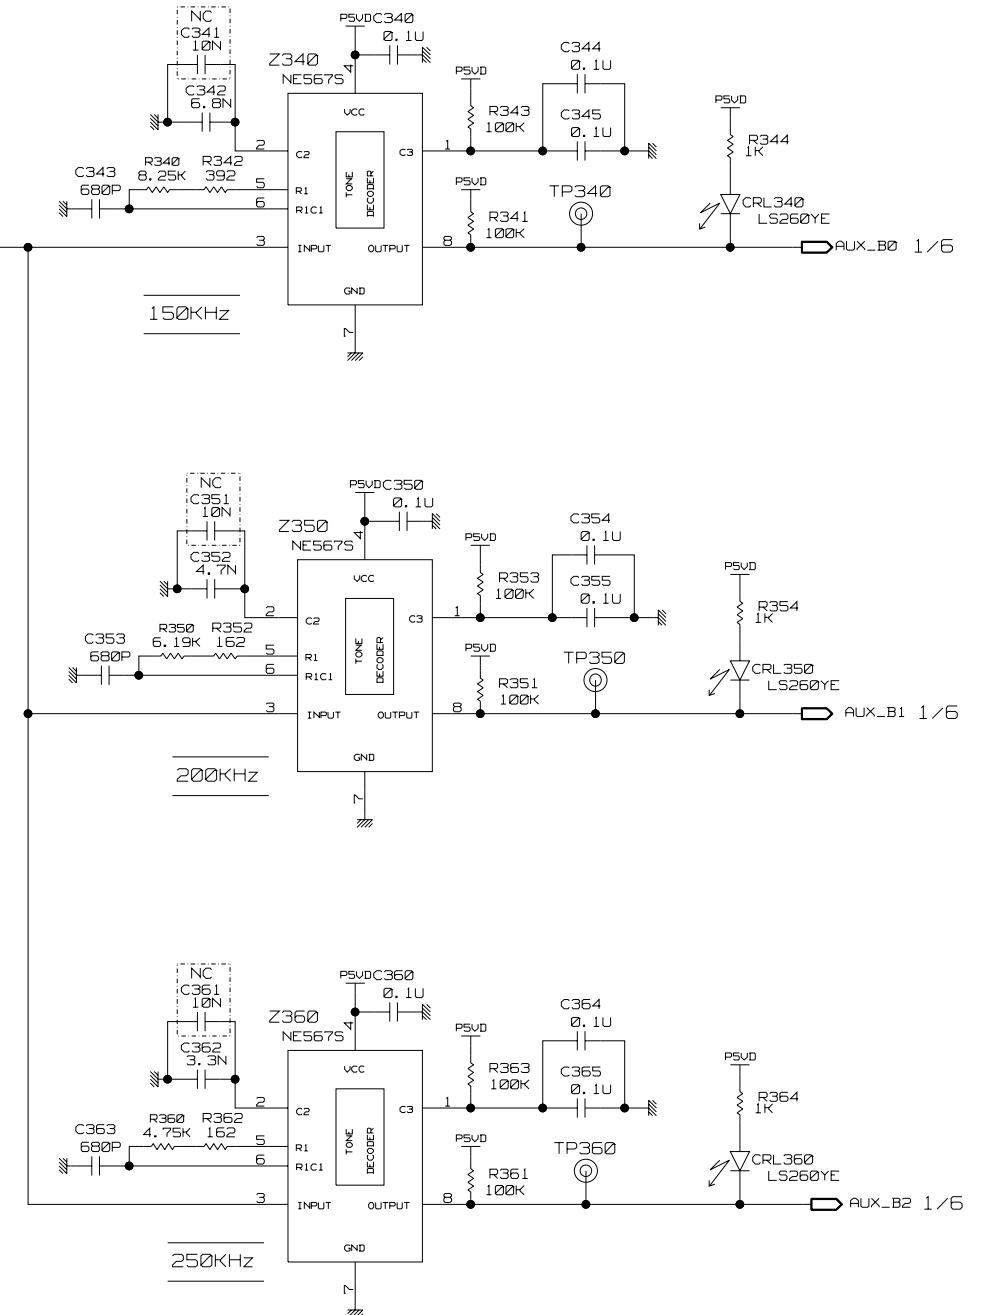 NC
C341
10N
C342
6.8N
P5VD
C340
0.1U
4
Z340
NE567S
VCC
TONE
DECODER
2
C2
C3
1
C343
680P
R340
8.25K
R342
392
5
R1
6
R1C1
3
INPUT
OUTPUT
8
GND
7
P5VD
R343
100K
C344
0.1U
C345
0.1U
P5VD
R341
100K
TP340
P5VD
R344
1K
CRL340
LS260YE
AUX_B0 1/6
150KHz
NC
C351
10N
C352
4.7N
P5VD
C350
0.1U
4
Z350
NE567S
VCC
TONE
DECODER
2
C2
C3
1
C353
680P
R350
6.19K
R352
162
5
R1
6
R1C1
3
INPUT
OUTPUT
8
GND
7
P5VD
R353
100K
C354
0.1U
C355
0.1U
P5VD
R351
100K
TP350
P5VD
R354
1K
CRL350
LS260YE
AUX_B1 1/6
200KHz
NC
C361
10N
C362
3.3N
P5VD
C360
0.1U
4
Z360
NE567S
VCC
TONE
DECODER
2
C2
C3
1
C363
680P
R360
4.75K
R362
162
5
R1
6
R1C1
3
INPUT
OUTPUT
8
GND
7
P5VD
R363
100K
C364
0.1U
C365
0.1U
P5VD
R361
100K
TP360
P5VD
R364
1K
CRL360
LS260YE
AUX_B2 1/6
250KHz